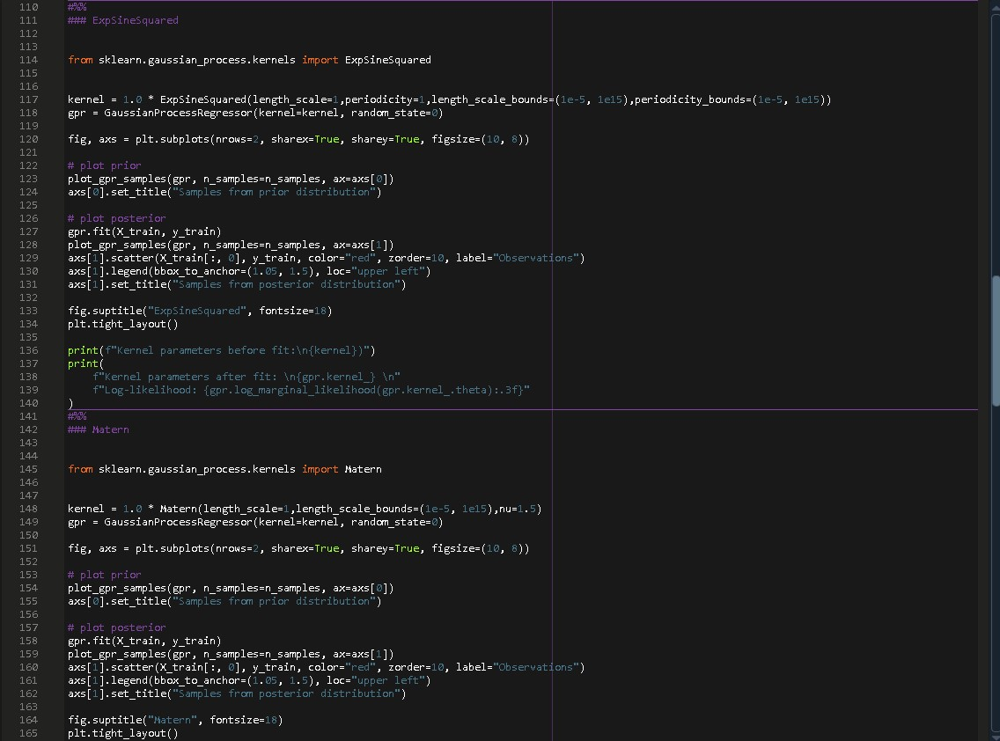 110 #%%
111 ### ExpSineSquared
112
113
114 from sklearn.gaussian_process.kernels import ExpSineSquared
115
116
117 kernel = 1.0 * ExpSineSquared(length_scale=1,periodicity=1,length_scale_bounds=(1e-5, 1e15),periodicity_bounds=(1e-5, 1e15))
118 gpr = GaussianProcessRegressor(kernel=kernel, random_state=0)
119
120 fig, axs = plt.subplots(nrows=2, sharex=True, sharey=True, figsize=(10, 8))
121
122 # plot prior
123 plot_gpr_samples(gpr, n_samples=n_samples, ax=axs[0])
124 axs[0].set_title("Samples from prior distribution")
125
126 # plot posterior
127 gpr.fit(X_train, y_train)
128 plot_gpr_samples(gpr, n_samples=n_samples, ax=axs[1])
129 axs[1].scatter(X_train[:, 0], y_train, color="red", zorder=10, label="Observations")
130 axs[1].legend(bbox_to_anchor=(1.05, 1.5), loc="upper left")
131 axs[1].set_title("Samples from posterior distribution")
132
133 fig.suptitle("ExpSineSquared", fontsize=18)
134 plt.tight_layout()
135
136 print(f"Kernel parameters before fit:\n{kernel})")
137 print(
138     f"Kernel parameters after fit: \n{gpr.kernel_} \n"
139     f"Log-likelihood: {gpr.log_marginal_likelihood(gpr.kernel_.theta):.3f}"
140 )
141 #%%
142 ### Matern
143
144
145 from sklearn.gaussian_process.kernels import Matern
146
147
148 kernel = 1.0 * Matern(length_scale=1,length_scale_bounds=(1e-5, 1e15),nu=1.5)
149 gpr = GaussianProcessRegressor(kernel=kernel, random_state=0)
150
151 fig, axs = plt.subplots(nrows=2, sharex=True, sharey=True, figsize=(10, 8))
152
153 # plot prior
154 plot_gpr_samples(gpr, n_samples=n_samples, ax=axs[0])
155 axs[0].set_title("Samples from prior distribution")
156
157 # plot posterior
158 gpr.fit(X_train, y_train)
159 plot_gpr_samples(gpr, n_samples=n_samples, ax=axs[1])
160 axs[1].scatter(X_train[:, 0], y_train, color="red", zorder=10, label="Observations")
161 axs[1].legend(bbox_to_anchor=(1.05, 1.5), loc="upper left")
162 axs[1].set_title("Samples from posterior distribution")
163
164 fig.suptitle("Matern", fontsize=18)
165 plt.tight_layout()